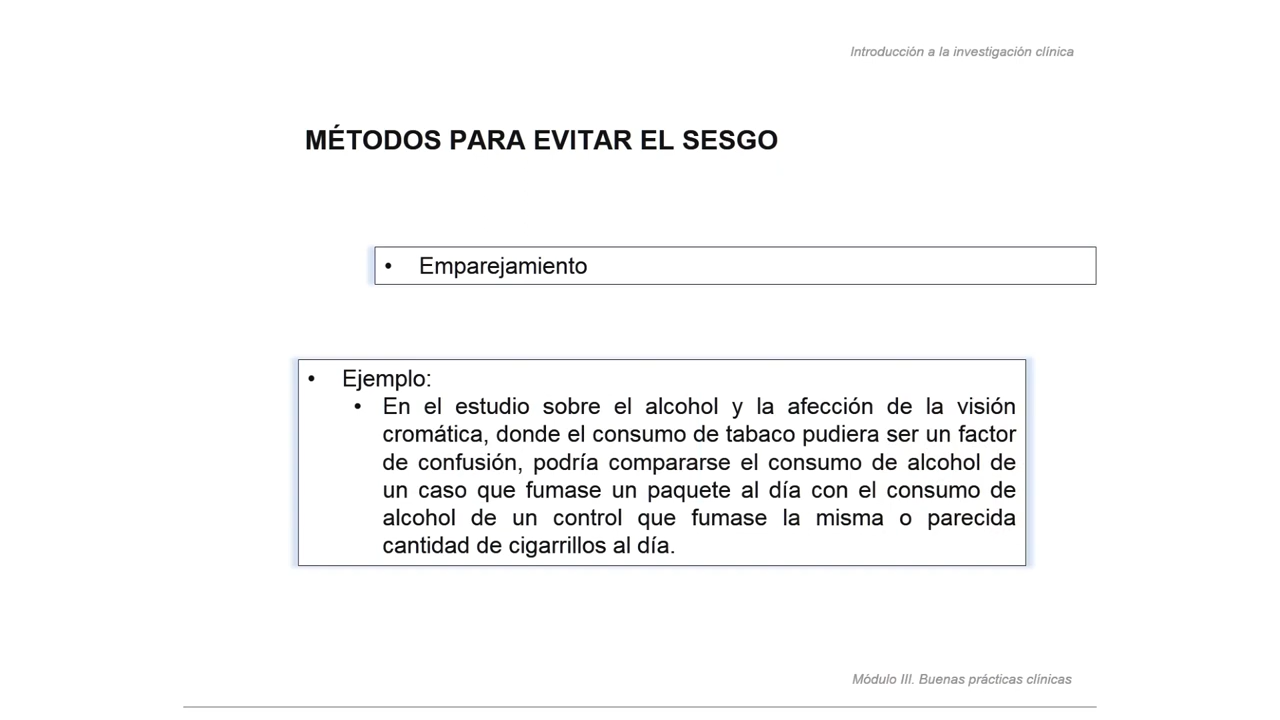 Introducción a la investigación clínica
MÉTODOS PARA EVITAR EL SESGO
• Emparejamiento
• Ejemplo:
• En el estudio sobre el alcohol y la afección de la visión
cromática, donde el consumo de tabaco pudiera ser un factor
de confusión, podría compararse el consumo de alcohol de
un caso que fumase un paquete al día con el consumo de
alcohol de un control que fumase la misma o parecida
cantidad de cigarrillos al día.
Módulo III. Buenas prácticas clínicas